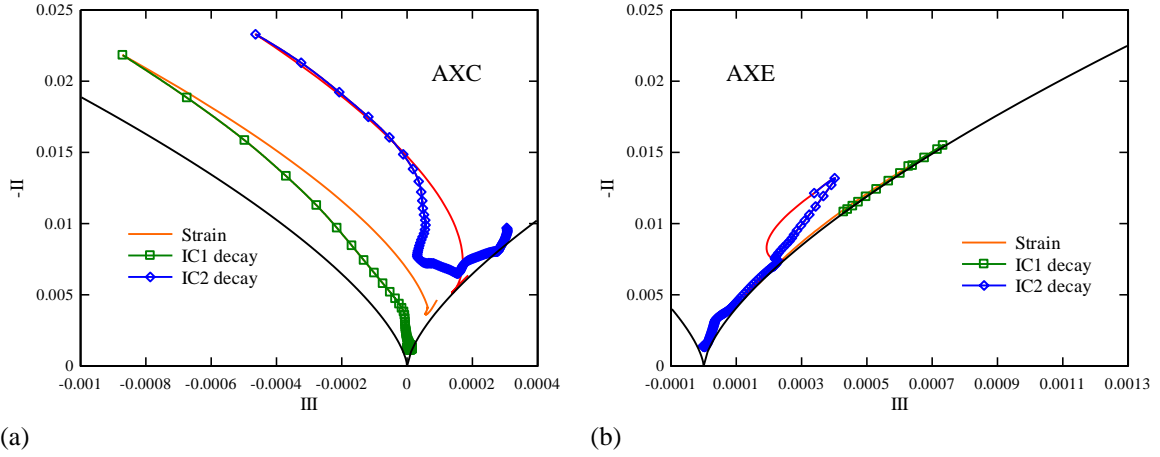 0.025
0.02
0.015
0.01
0.005
0
-II
AXC
Strain
IC1 decay
IC2 decay
-0.001 -0.0008 -0.0006 -0.0004 -0.0002 0 0.0002 0.0004
III
(a)
0.025
0.02
0.015
0.01
0.005
0
-II
AXE
Strain
IC1 decay
IC2 decay
-0.0001 0.0001 0.0003 0.0005 0.0007 0.0009 0.0011 0.0013
III
(b)